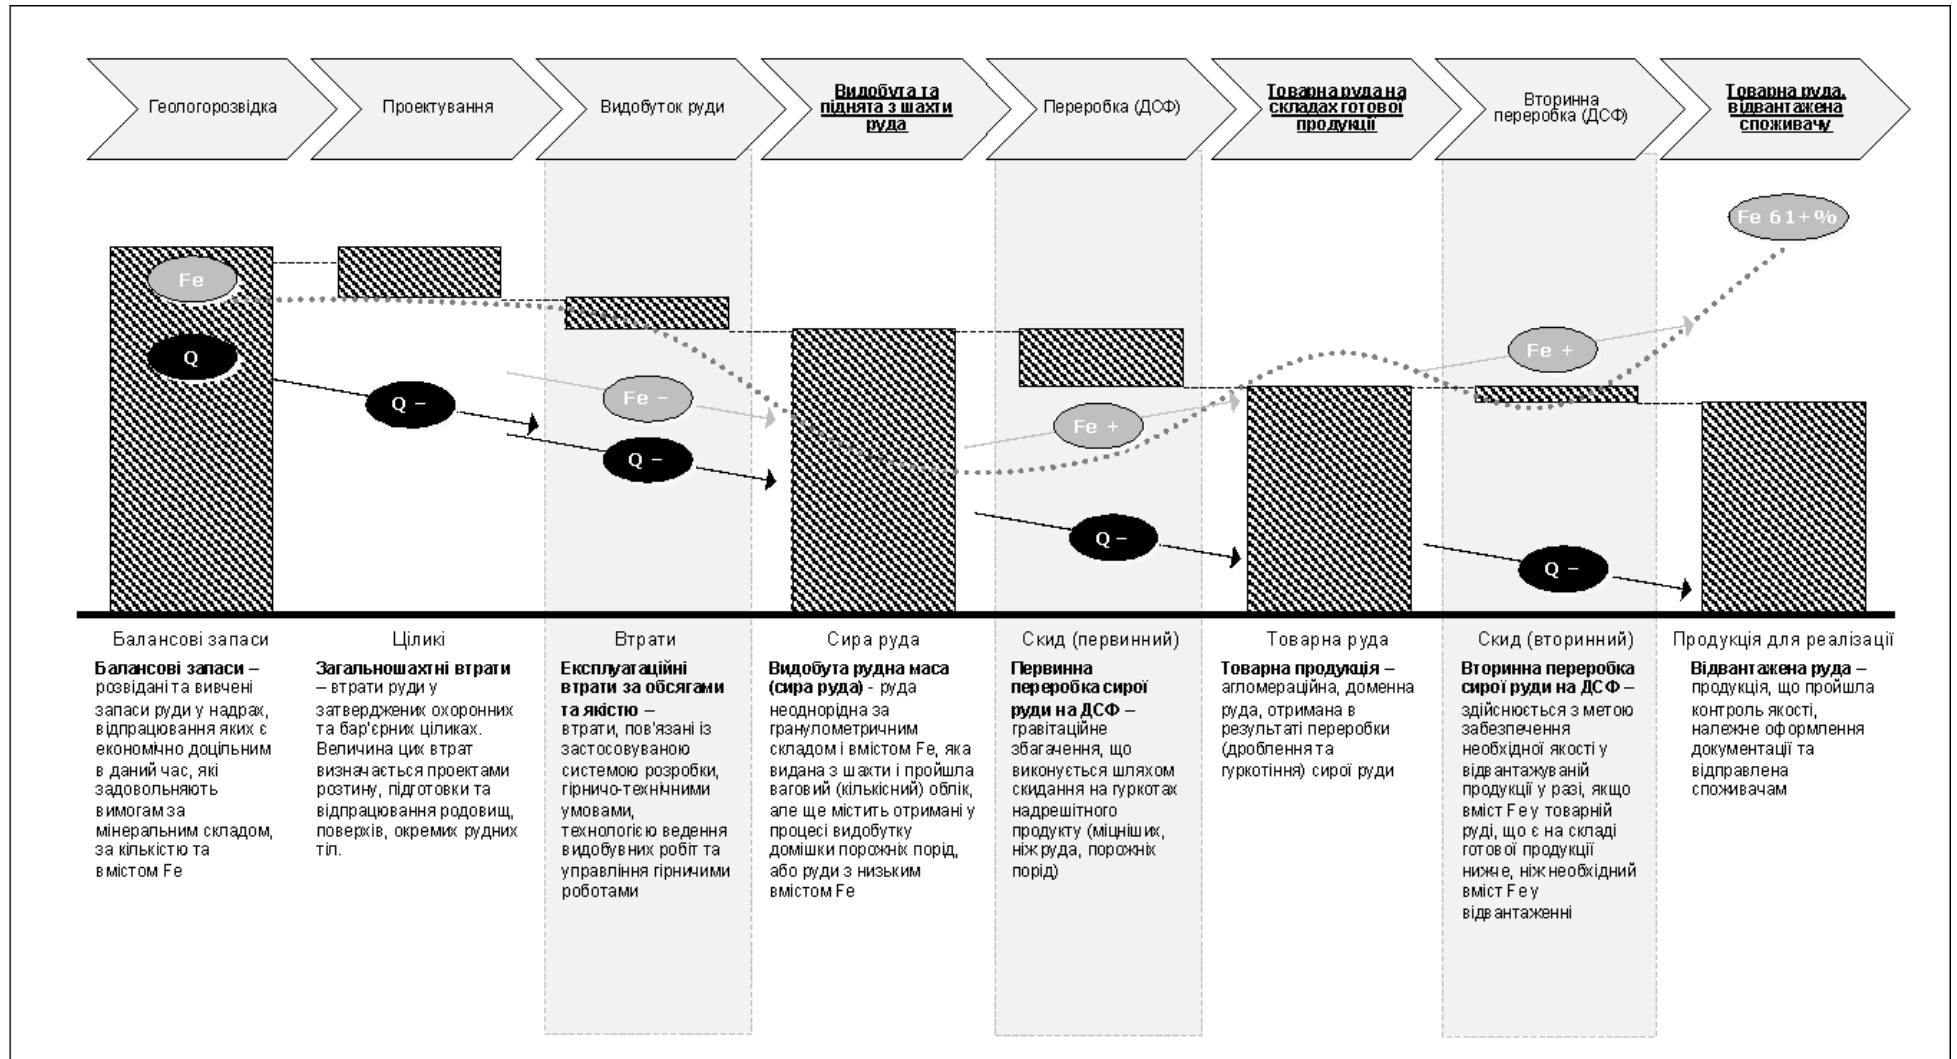 Геологорозвідка
Проектування
Видобуток руди
Видобута та
піднята з шахти
руда
Переробка (ДСФ)
Товарна руда на
складах готової
продукції
Вторинна
переробка (ДСФ)
Товарна руда,
відвантажена
споживачу
Fe 61+%
Fe
Q
Q –
Fe –
Q –
Fe +
Q –
Fe +
Q –
Балансові запаси
Балансові запаси –
розвідані та вивчені
запаси руди у надрах,
відпрацювання яких є
економічно доцільним
в даний час, які
задовольняють
вимогам за
мінеральним складом,
за кількістю та
вмістом Fe
Ціликі
Загальношахтні втрати
– втрати руди у
затверджених охоронних
та бар'єрних ціликах.
Величина цих втрат
визначається проектами
розтину, підготовки та
відпрацювання родовищ,
поверхів, окремих рудних
тіл.
Втрати
Експлуатаційні
втрати за обсягами
та якістю –
втрати, пов'язані із
застосовуваною
системою розробки,
гірничо-технічними
умовами,
технологією ведення
видобувних робіт та
управління гірничими
роботами
Сира руда
Видобута рудна маса
(сира руда) - руда
неоднорідна за
гранулометричним
складом і вмістом Fe, яка
видана з шахти і пройшла
ваговий (кількісний) облік,
але ще містить отримані у
процесі видобутку
домішки порожніх порід,
або руди з низьким
вмістом Fe
Скид (первинний)
Первинна
переробка сирої
руди на ДСФ –
гравітаційне
збагачення, що
виконується шляхом
скидання на гуркотах
надрешітного
продукту (міцніших,
ніж руда, порожніх
порід)
Товарна руда
Товарна продукція –
агломераційна, доменна
руда, отримана в
результаті переробки
(дроблення та
гуркотіння) сирої руди
Скид (вторинний)
Вторинна переробка
сирої руди на ДСФ –
здійснюється з метою
забезпечення
необхідної якості у
відвантажуваній
продукції у разі, якщо
вміст Fe у товарній
руді, що є на складі
готової продукції
нижче, ніж необхідний
вміст Fe у
відвантаженні
Продукція для реалізації
Відвантажена руда –
продукція, що пройшла
контроль якості,
належне оформлення
документації та
відправлена
споживачам